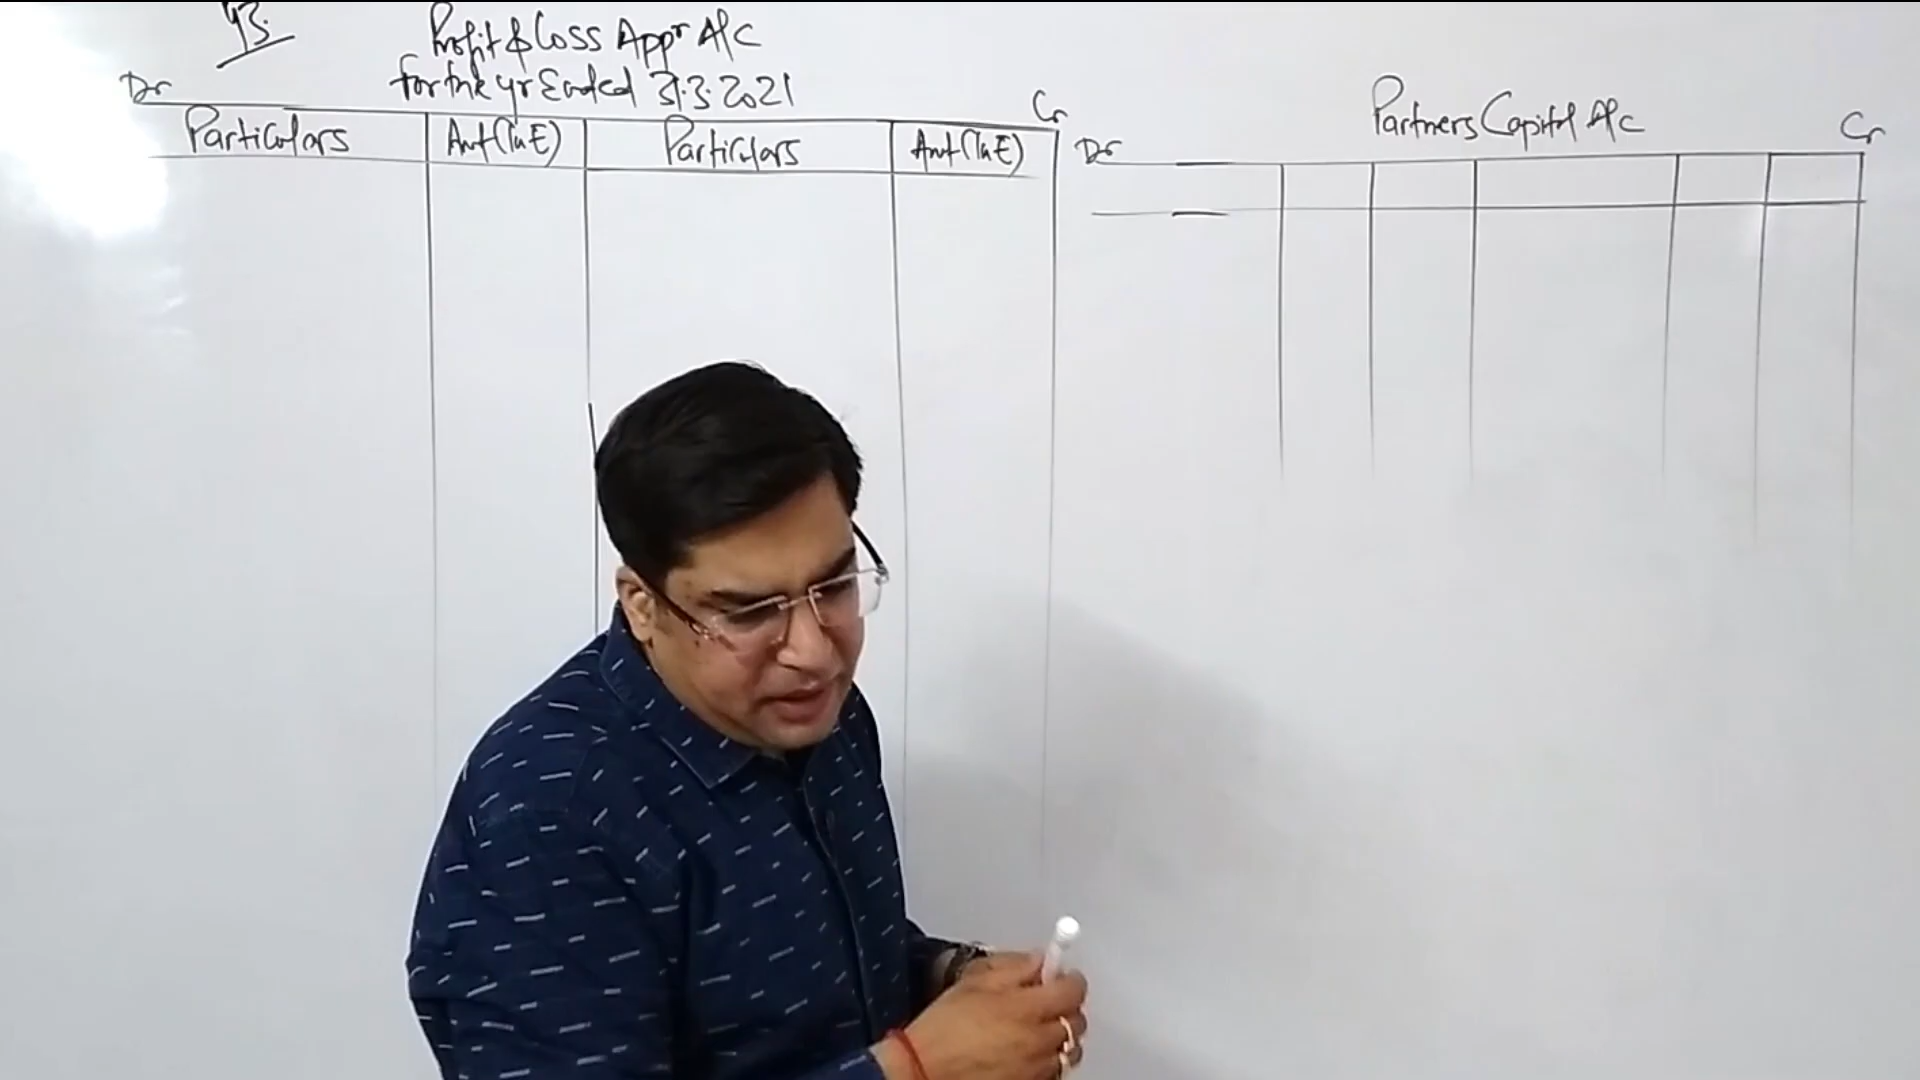 43.
Profit & Loss Appr A/c
for the yr Ended 31.3.2021
Dr Cr
Particulars Amt(In ₹) Particulars Amt(In ₹)
Partners Capital A/c
Dr Cr